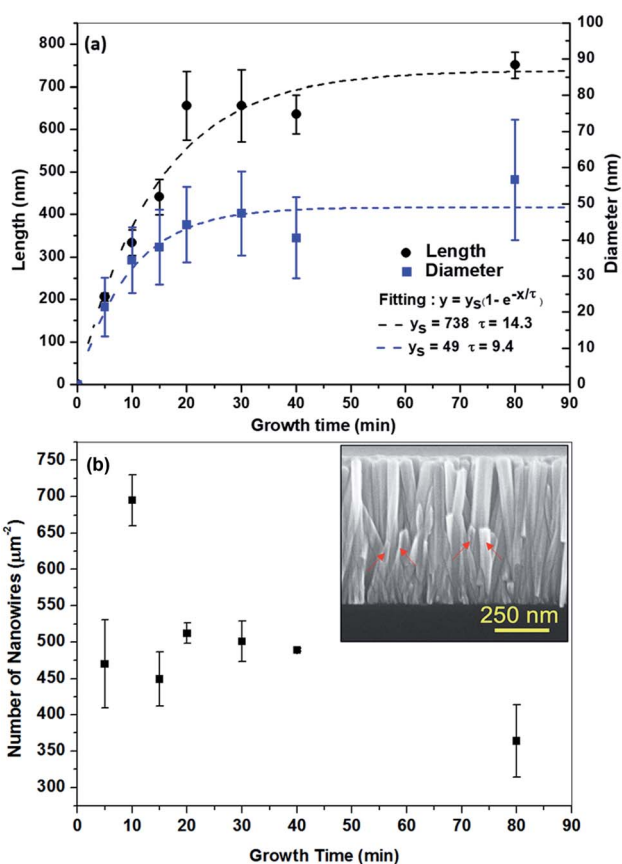 (a)
800
700
600
500
400
300
200
100
0
Length (nm)
100
90
80
70
60
50
40
30
20
10
0
Diameter (nm)
Length
Diameter
Fitting : y = yₛ(1- e⁻ˣ/τ)
yₛ = 738 τ = 14.3
yₛ = 49 τ = 9.4
0 10 20 30 40 50 60 70 80 90
Growth time (min)
(b)
750
700
650
600
550
500
450
400
350
300
Number of Nanowires (μm⁻²)
250 nm
0 10 20 30 40 50 60 70 80 90
Growth Time (min)